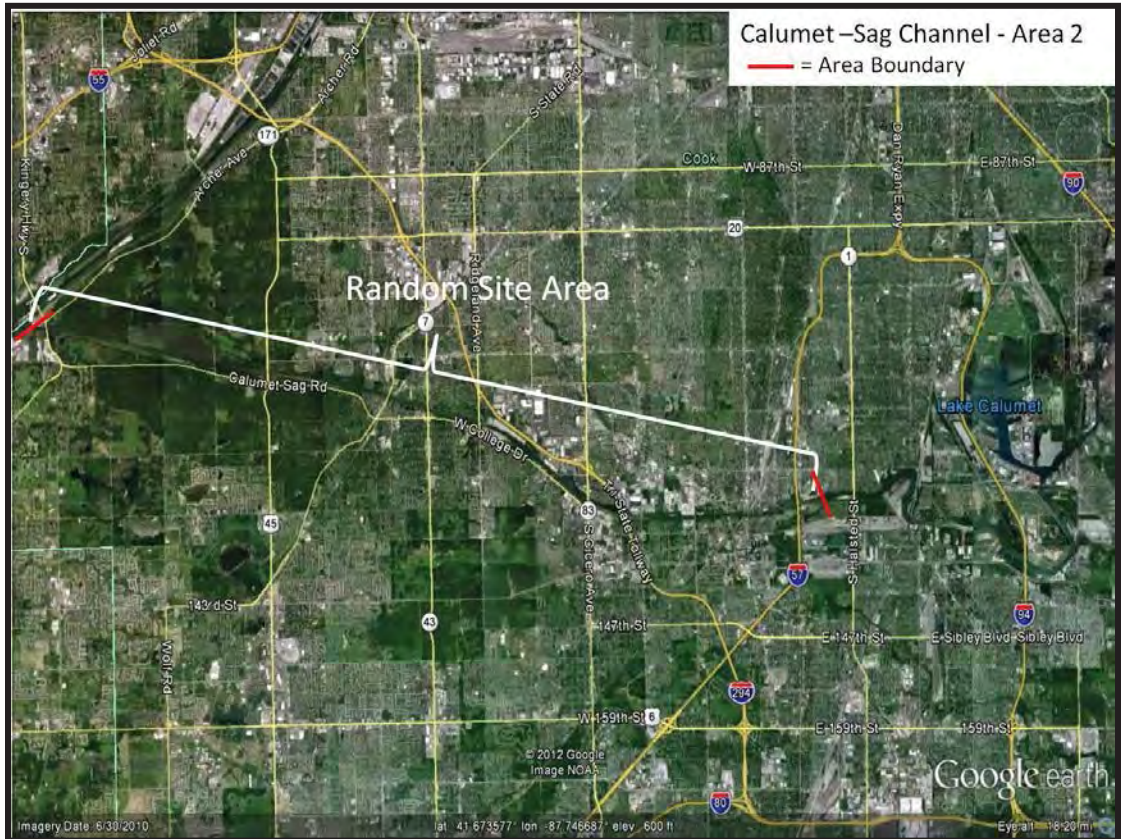 Calumet –Sag Channel - Area 2
= Area Boundary
Joliet Rd
55
Archer Rd
S State Rd
171
Archer Ave
Kingery Hwy S
Cook
W 87th St
E 87th St
Dan Ryan Expy
90
20
1
Ridgeland Ave
Random Site Area
7
Calumet Sag Rd
W College Dr
Lake Calumet
Tri State Tollway
83
S Cicero Ave
45
S Halsted St
57
143rd St
43
147th St
E 147th St
E Sibley Blvd
Sibley Blvd
94
Wolf Rd
294
W 159th St
6
E 159th St
159th St
© 2012 Google
Image NOAA
Google earth
80
Imagery Date: 6/30/2010
lat 41.673577° lon -87.746687° elev 600 ft
Eye alt 18.20 mi